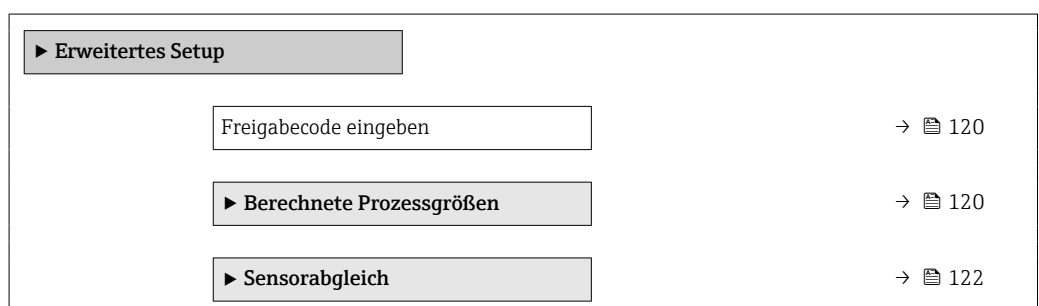 ▶ Erweitertes Setup
Freigabecode eingeben → 120
▶ Berechnete Prozessgrößen → 120
▶ Sensorabgleich → 122